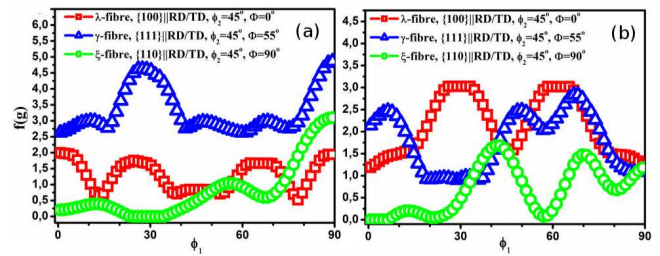 λ-fibre, {100}||RD/TD, ϕ2=45°, Φ=0°
(a)
γ-fibre, {111}||RD/TD, ϕ2=45°, Φ=55°
ξ-fibre, {110}||RD/TD, ϕ2=45°, Φ=90°
6,0
5,5
5,0
4,5
4,0
3,5
3,0
2,5
2,0
1,5
1,0
0,5
0,0
f(g)
0 30 60 90
ϕ1
λ-fibre, {100}||RD/TD, ϕ2=45°, Φ=0°
(b)
γ-fibre, {111}||RD/TD, ϕ2=45°, Φ=55°
ξ-fibre, {110}||RD/TD, ϕ2=45°, Φ=90°
4,5
4,0
3,5
3,0
2,5
2,0
1,5
1,0
0,5
0,0
0 30 60 90
ϕ1